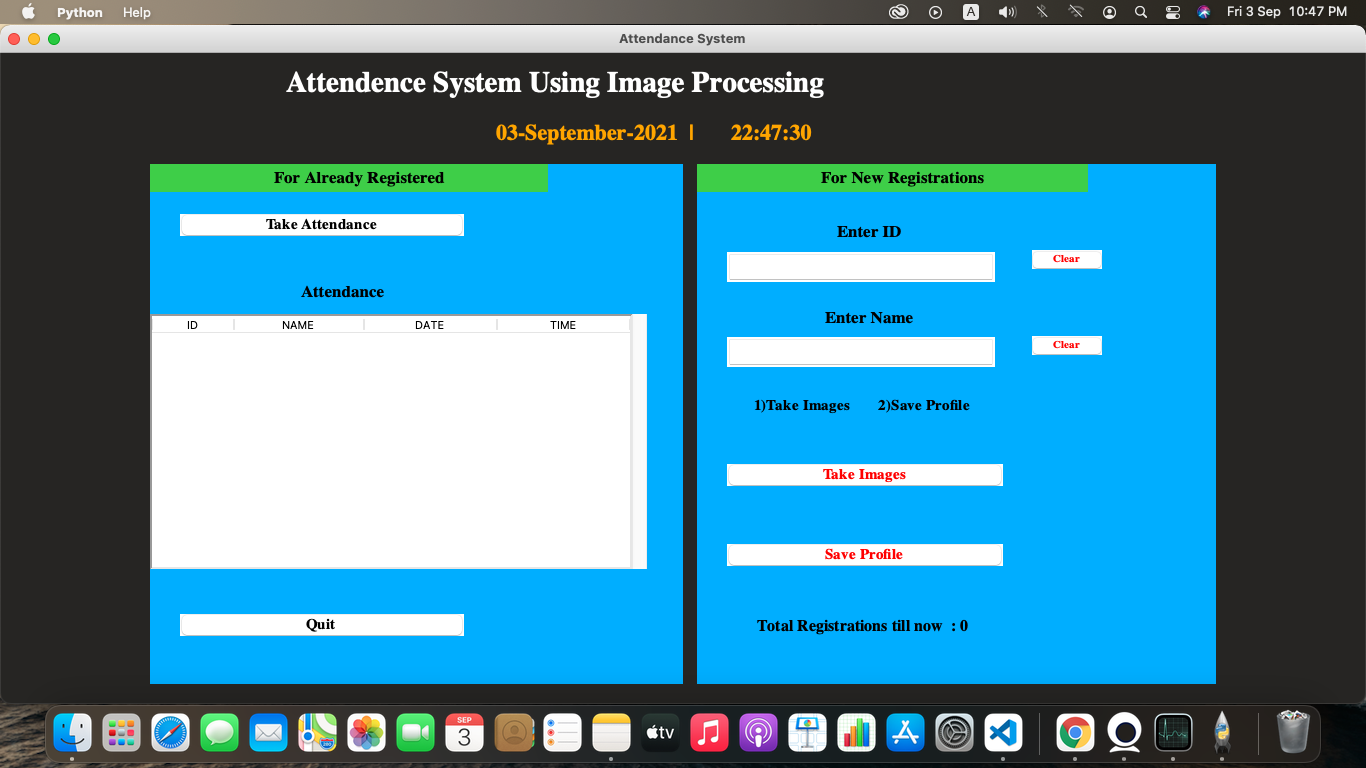 Python Help A Fri 3 Sep 10:47 PM
Attendance System
Attendence System Using Image Processing
03-September-2021 | 22:47:30
For Already Registered
Take Attendance
Attendance
ID NAME DATE TIME
Quit
For New Registrations
Enter ID
Clear
Enter Name
Clear
1)Take Images 2)Save Profile
Take Images
Save Profile
Total Registrations till now : 0
SEP
3
tv